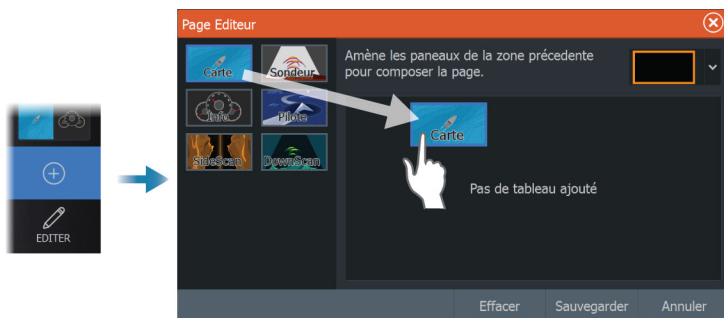 Page Editeur
Carte
Sondeur
Info
Pilote
SideScan
DownScan
Amène les paneaux de la zone précedente
pour composer la page.
Carte
Pas de tableau ajouté
EDITER
Effacer
Sauvegarder
Annuler